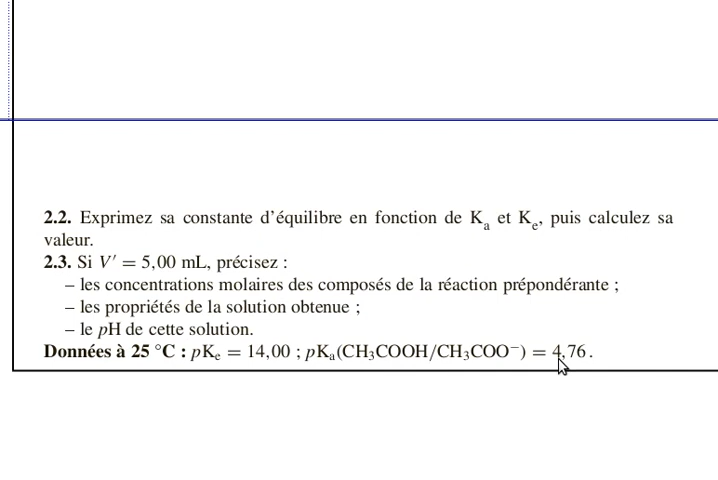 2.2. Exprimez sa constante d'équilibre en fonction de Kₐ et Kₑ, puis calculez sa
valeur.
2.3. Si V′ = 5,00 mL, précisez :
– les concentrations molaires des composés de la réaction prépondérante ;
– les propriétés de la solution obtenue ;
– le pH de cette solution.
Données à 25 °C : pKₑ = 14,00 ; pKₐ(CH₃COOH/CH₃COO⁻) = 4,76.